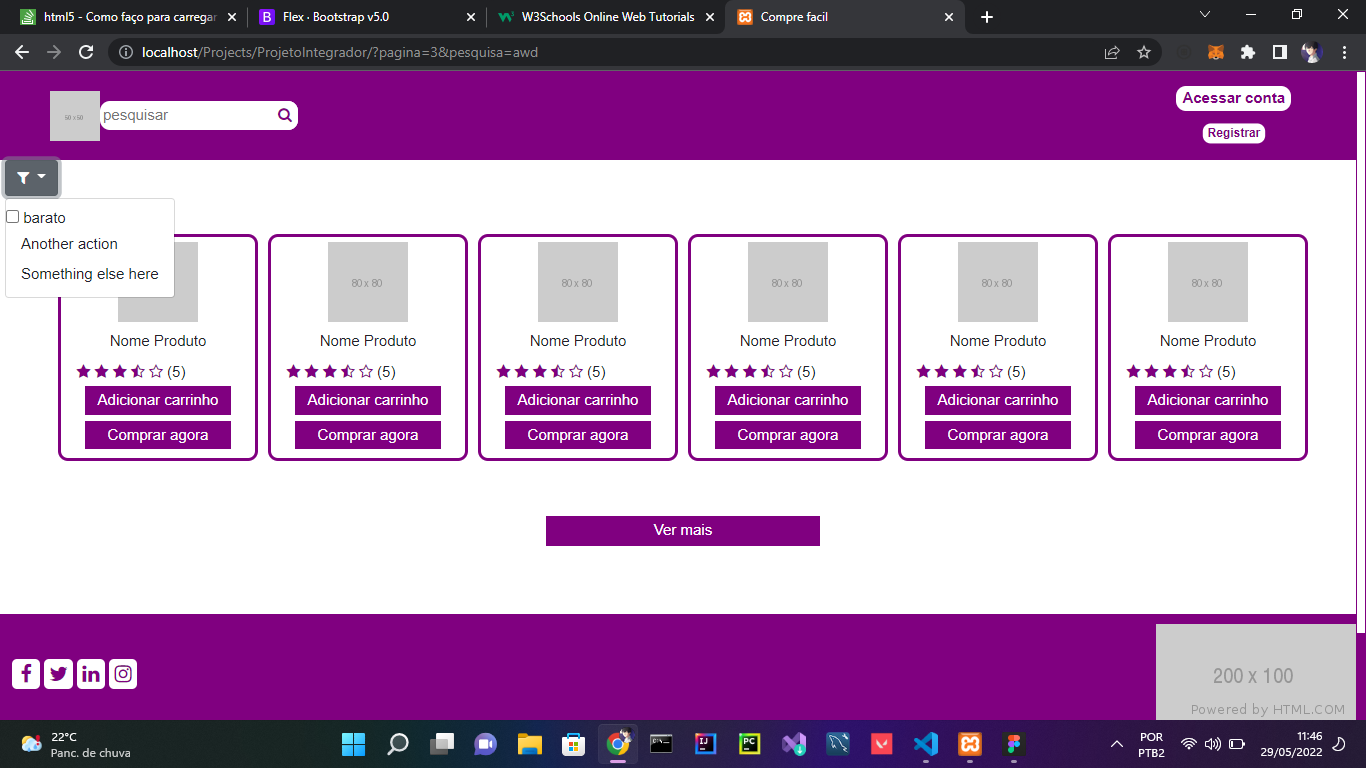 html5 - Como faço para carregar
Flex · Bootstrap v5.0
W3Schools Online Web Tutorials
Compre facil
localhost/Projects/ProjetoIntegrador/?pagina=3&pesquisa=awd
60 x 60
pesquisar
Acessar conta
Registrar
barato
Another action
Something else here
80 x 80
80 x 80
80 x 80
80 x 80
80 x 80
Nome Produto
Nome Produto
Nome Produto
Nome Produto
Nome Produto
Nome Produto
(5)
(5)
(5)
(5)
(5)
(5)
Adicionar carrinho
Adicionar carrinho
Adicionar carrinho
Adicionar carrinho
Adicionar carrinho
Adicionar carrinho
Comprar agora
Comprar agora
Comprar agora
Comprar agora
Comprar agora
Comprar agora
Ver mais
200 x 100
Powered by HTML.COM
22°C
Panc. de chuva
POR
PTB2
11:46
29/05/2022